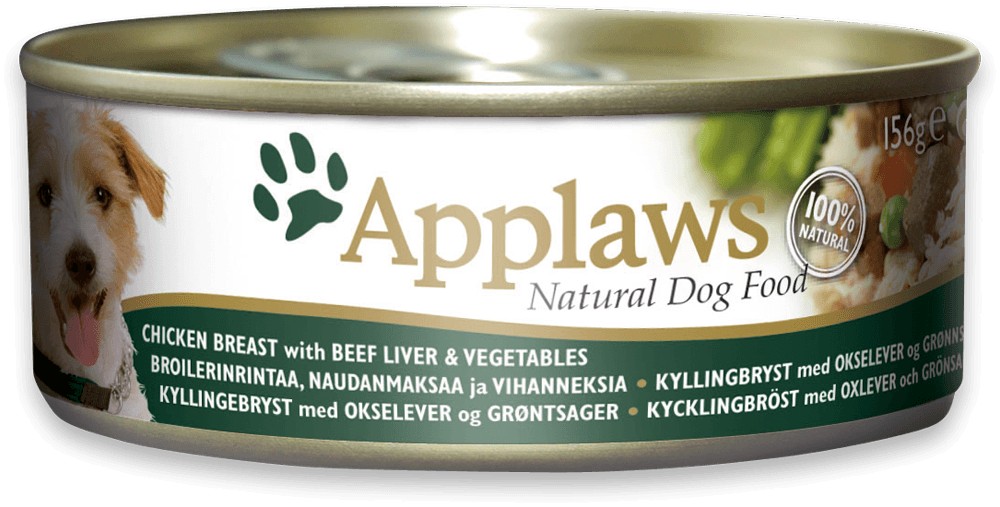 156g e
Applaws
100%
NATURAL
Natural Dog Food
CHICKEN BREAST with BEEF LIVER & VEGETABLES
BROILERINRINTAA, NAUDANMAKSAA ja VIHANNEKSIA • KYLLINGBRYST med OKSELEVER og
KYLLINGEBRYST med OKSELEVER og GRØNTSAGER • KYCKLINGBRÖST med OXLEVER och